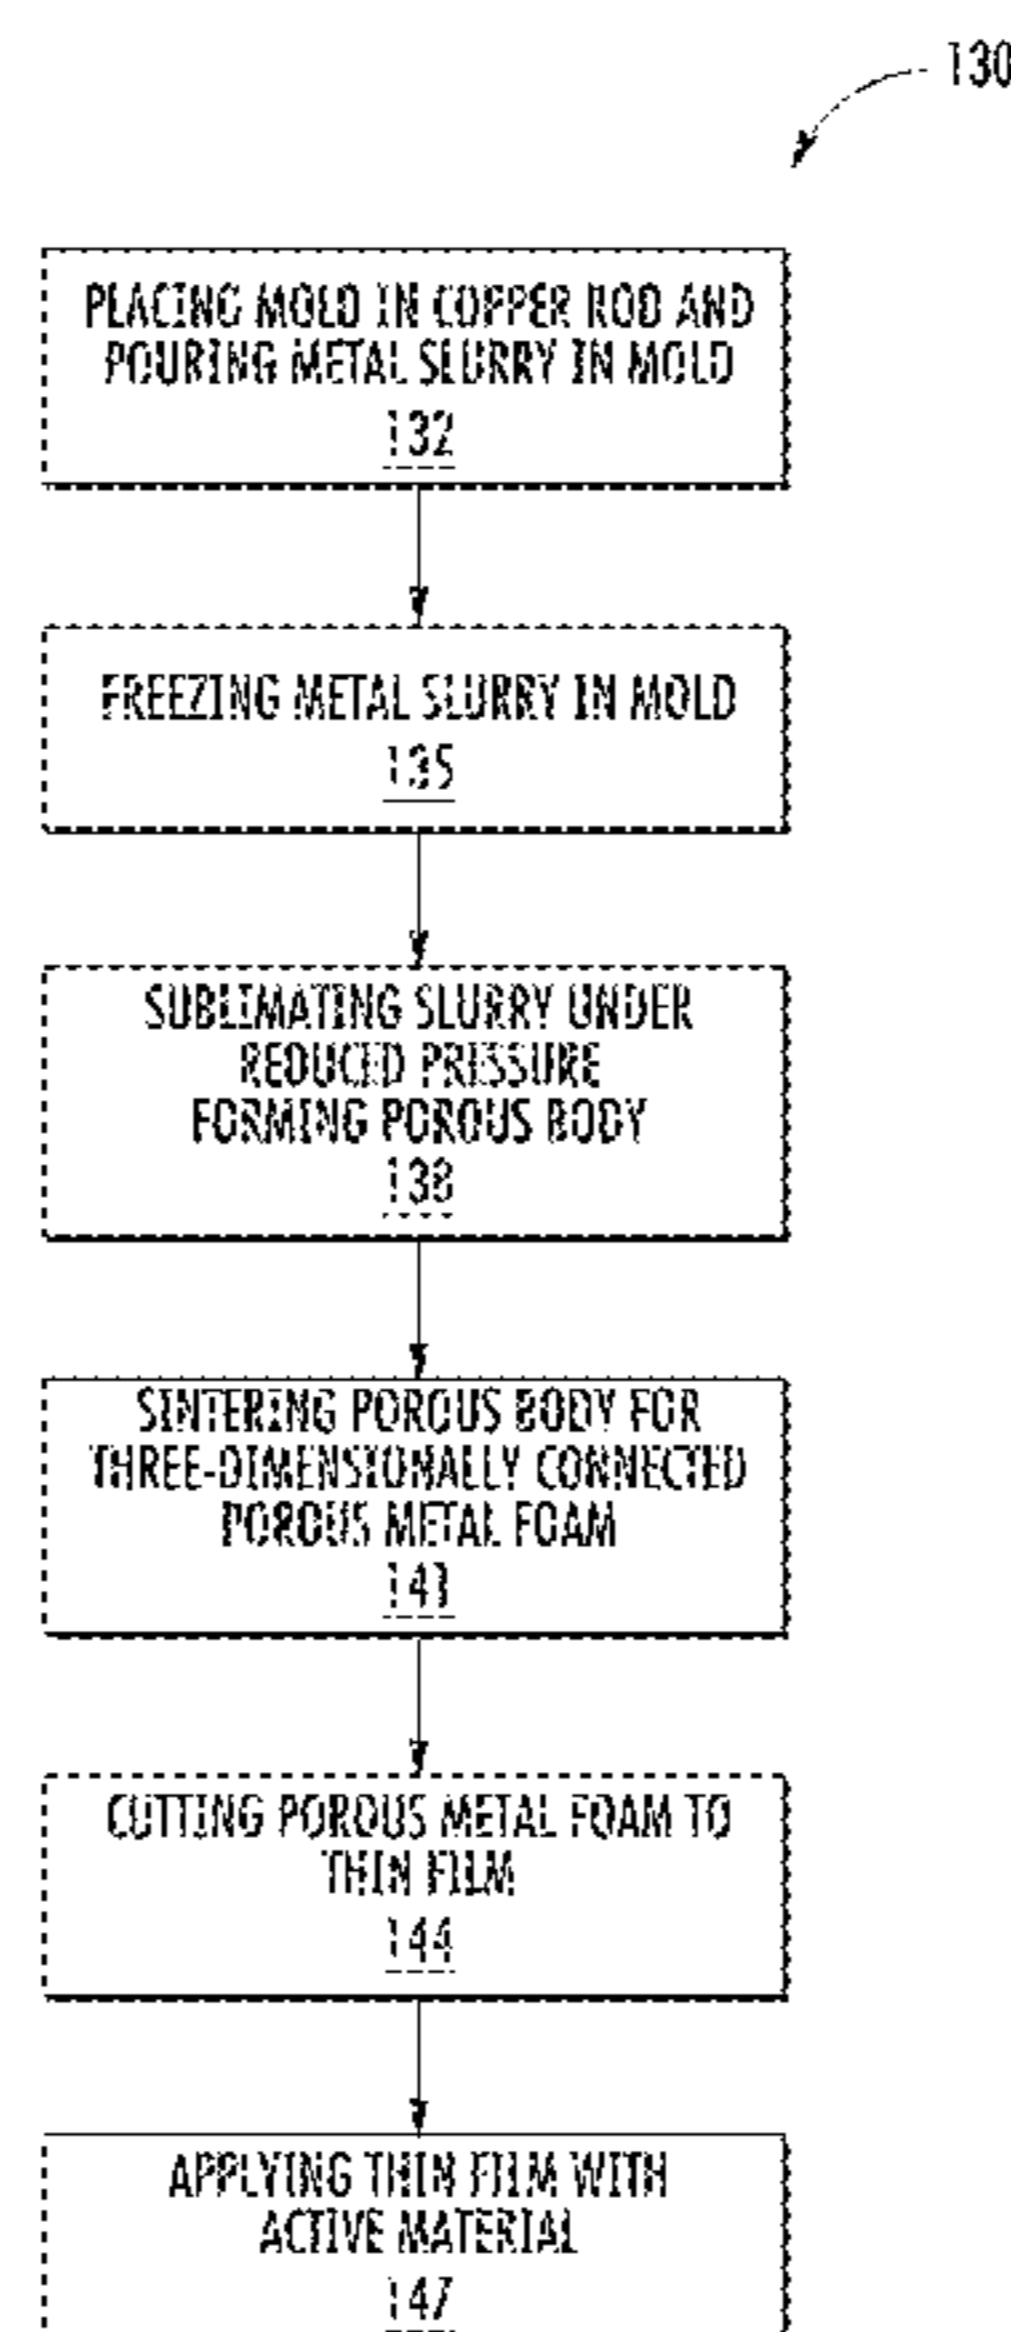 130
PLACING MOLD IN COPPER ROD AND
POURING METAL SLURRY IN MOLD
132
FREEZING METAL SLURRY IN MOLD
135
SUBLIMATING SLURRY UNDER
REDUCED PRESSURE
FORMING POROUS BODY
138
SINTERING POROUS BODY FOR
THREE-DIMENSIONALLY CONNECTED
POROUS METAL FOAM
141
CUTTING POROUS METAL FOAM TO
THIN FILM
144
APPLYING THIN FILM WITH
ACTIVE MATERIAL
147